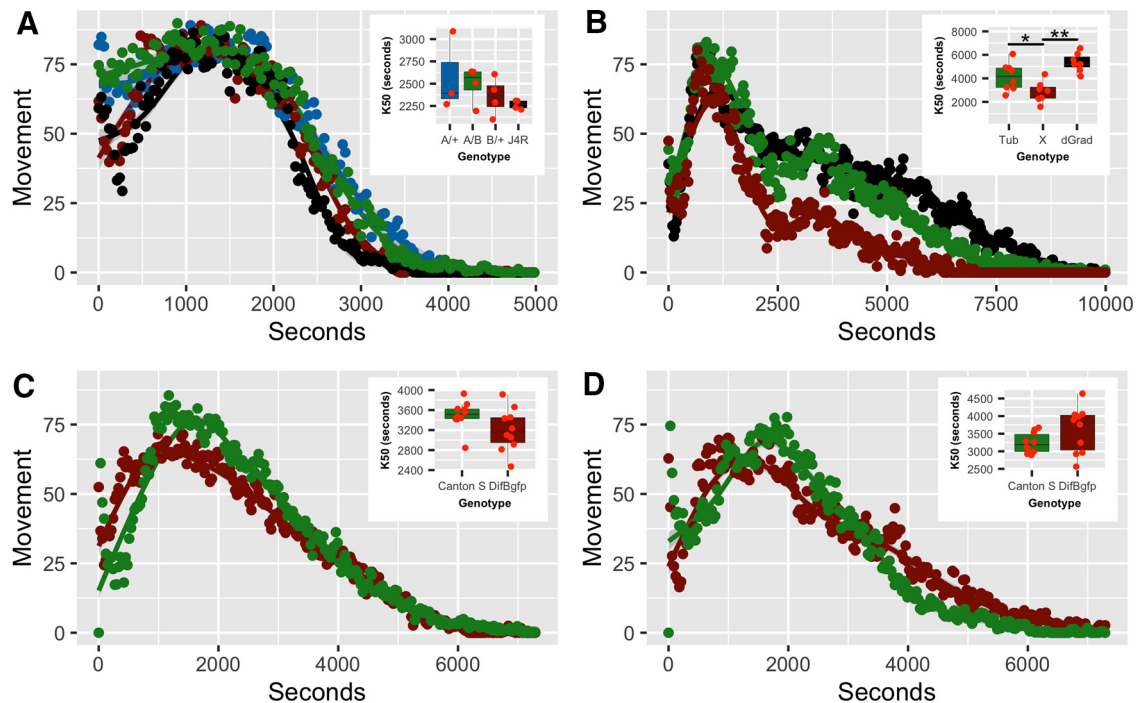 A
Movement
75
50
25
0
0
1000
2000
3000
4000
5000
Seconds
K50 (seconds)
3000
2750
2500
2250
A/+ A/B B/+ J4R
Genotype
B
Movement
75
50
25
0
0
2500
5000
7500
10000
Seconds
K50 (seconds)
8000
6000
4000
2000
* **
Tub X dGrad
Genotype
C
Movement
75
50
25
0
0
2000
4000
6000
Seconds
K50 (seconds)
4000
3600
3200
2800
2400
Canton S DifBgfp
Genotype
D
Movement
75
50
25
0
0
2000
4000
6000
Seconds
K50 (seconds)
4500
4000
3500
3000
2500
Canton S DifBgfp
Genotype